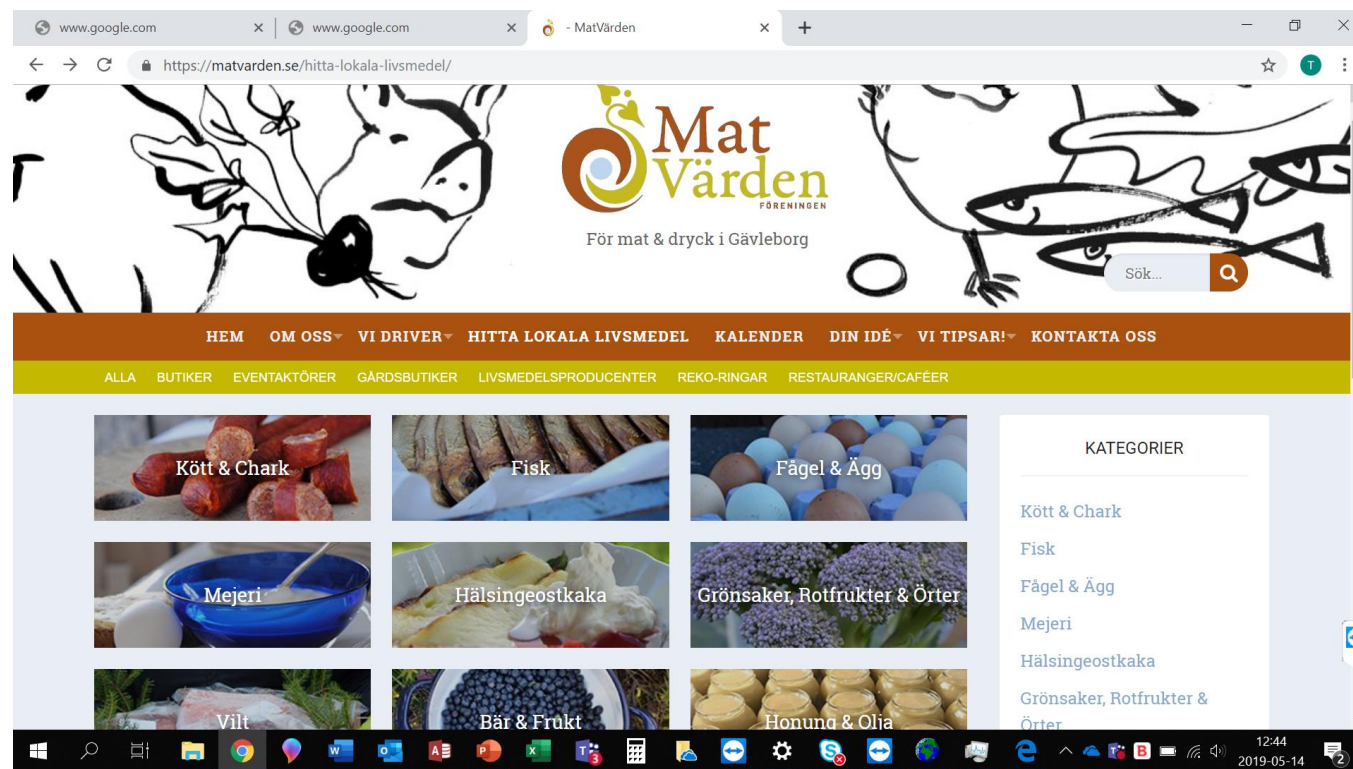 www.google.com
www.google.com
- MatVärden
https://matvarden.se/hitta-lokala-livsmedel/
T
Mat
Värden
FÖRENINGEN
För mat & dryck i Gävleborg
Sök...
HEM OM OSS VI DRIVER HITTA LOKALA LIVSMEDEL KALENDER DIN IDÉ VI TIPSAR! KONTAKTA OSS
ALLA BUTIKER EVENTAKTÖRER GÅRDSBUTIKER LIVSMEDELSPRODUCENTER REKO-RINGAR RESTAURANGER/CAFÉER
Kött & Chark
Fisk
Fågel & Ägg
Mejeri
Hälsingeostkaka
Grönsaker, Rotfrukter & Örter
Vilt
Bär & Frukt
Honung & Olja
KATEGORIER
Kött & Chark
Fisk
Fågel & Ägg
Mejeri
Hälsingeostkaka
Grönsaker, Rotfrukter &
Örter
12:44
2019-05-14
2